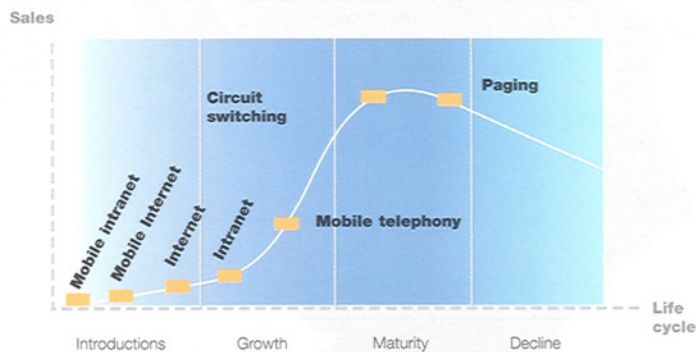 Sales
Circuit
switching
Paging
Mobile intranet
Mobile Internet
Internet
Intranet
Mobile telephony
Life
cycle
Introductions
Growth
Maturity
Decline